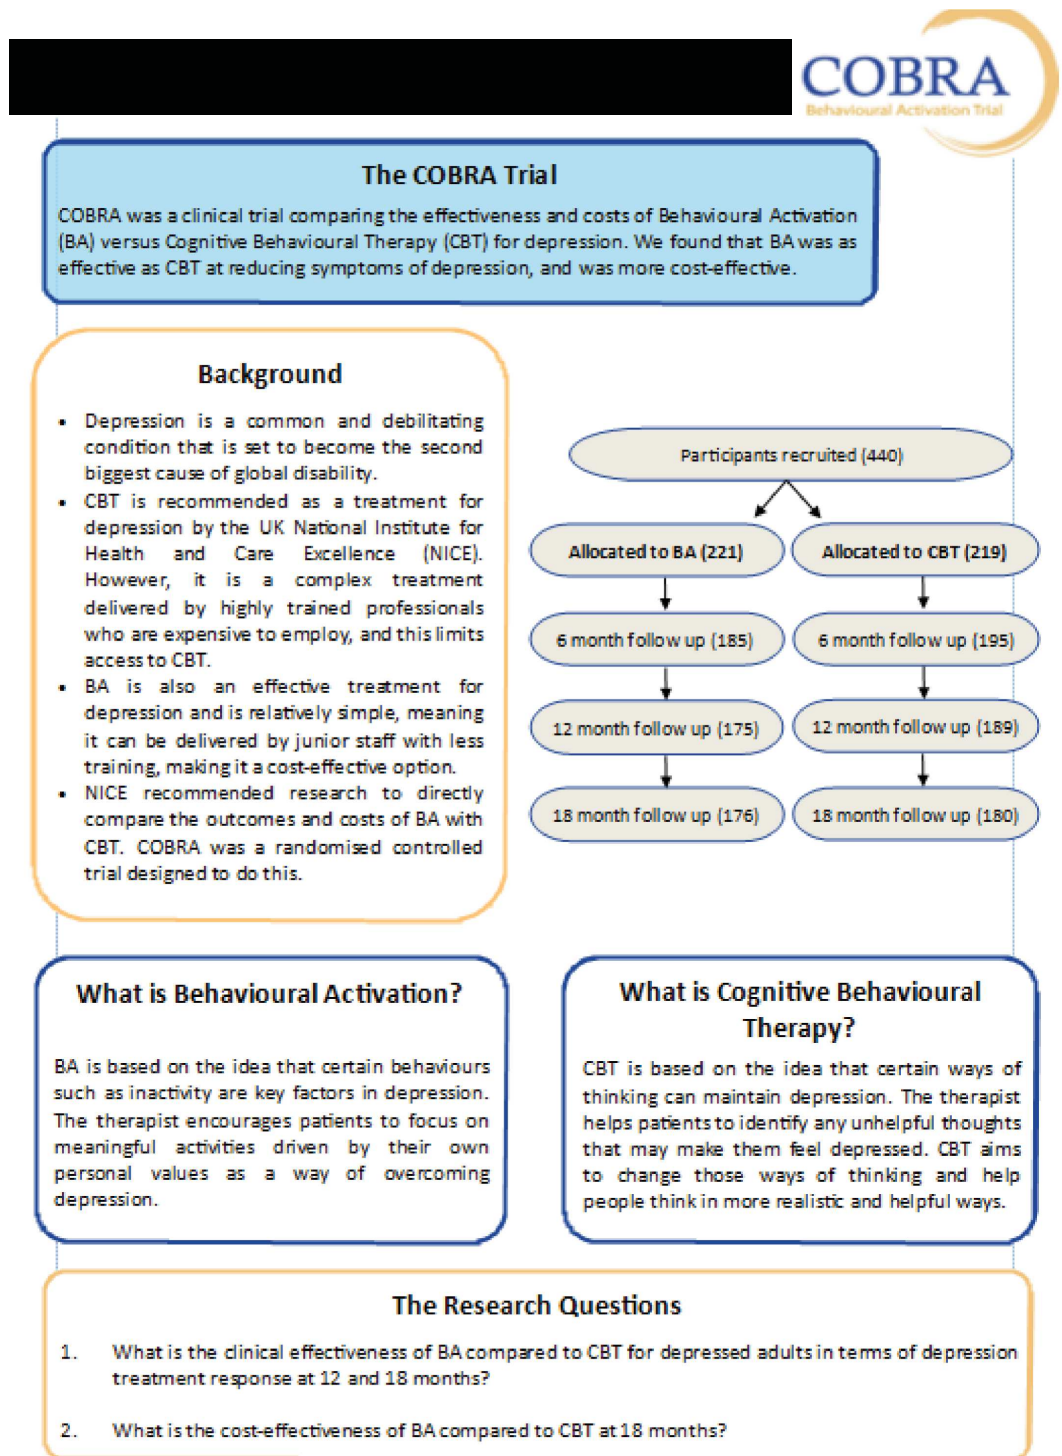 COBRA
Behavioural Activation Trial
The COBRA Trial
COBRA was a clinical trial comparing the effectiveness and costs of Behavioural Activation
(BA) versus Cognitive Behavioural Therapy (CBT) for depression. We found that BA was as
effective as CBT at reducing symptoms of depression, and was more cost-effective.
Background
• Depression is a common and debilitating
condition that is set to become the second
biggest cause of global disability.
• CBT is recommended as a treatment for
depression by the UK National Institute for
Health and Care Excellence (NICE).
However, it is a complex treatment
delivered by highly trained professionals
who are expensive to employ, and this limits
access to CBT.
• BA is also an effective treatment for
depression and is relatively simple, meaning
it can be delivered by junior staff with less
training, making it a cost-effective option.
• NICE recommended research to directly
compare the outcomes and costs of BA with
CBT. COBRA was a randomised controlled
trial designed to do this.
Participants recruited (440)
Allocated to BA (221)
Allocated to CBT (219)
6 month follow up (185)
6 month follow up (195)
12 month follow up (175)
12 month follow up (189)
18 month follow up (176)
18 month follow up (180)
What is Behavioural Activation?
BA is based on the idea that certain behaviours
such as inactivity are key factors in depression.
The therapist encourages patients to focus on
meaningful activities driven by their own
personal values as a way of overcoming
depression.
What is Cognitive Behavioural
Therapy?
CBT is based on the idea that certain ways of
thinking can maintain depression. The therapist
helps patients to identify any unhelpful thoughts
that may make them feel depressed. CBT aims
to change those ways of thinking and help
people think in more realistic and helpful ways.
The Research Questions
1. What is the clinical effectiveness of BA compared to CBT for depressed adults in terms of depression
treatment response at 12 and 18 months?
2. What is the cost-effectiveness of BA compared to CBT at 18 months?